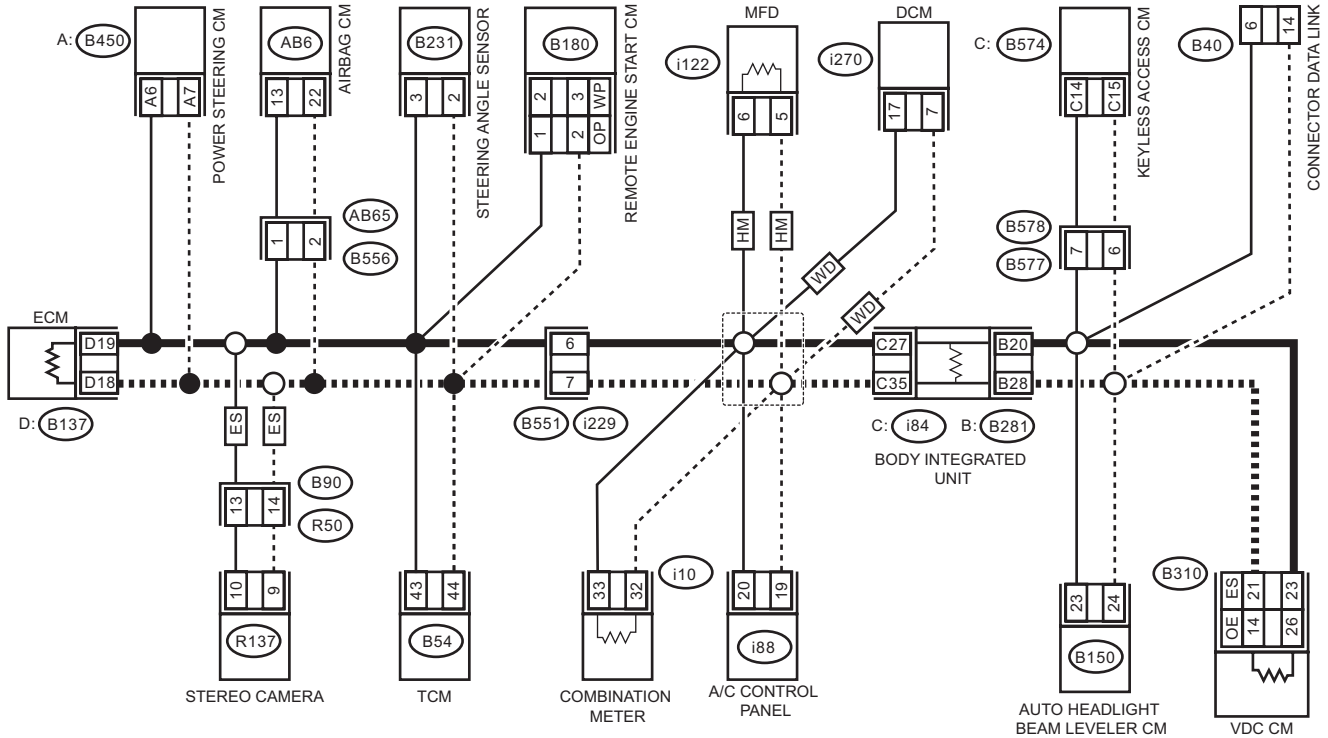 A: B450
A6 A7
POWER STEERING CM
AB6
13 22
AIRBAG CM
B231
3 2
STEERING ANGLE SENSOR
B180
2 3 WP
1 2 OP
REMOTE ENGINE START CM
MFD
i122
6 5
DCM
i270
17 7
C: B574
C14 C15
KEYLESS ACCESS CM
B40
6 14
CONNECTOR DATA LINK
1 2
AB65
B556
HM HM
WD
WD
7 6
B578
B577
ECM
D19
D18
D: B137
6
7
B551 i229
C27
C35
B20
B28
C: i84 B: B281
BODY INTEGRATED
UNIT
ES ES
13 14
B90
R50
10 9
R137
STEREO CAMERA
43 44
B54
TCM
33 32
i10
COMBINATION
METER
20 19
i88
A/C CONTROL
PANEL
23 24
B150
AUTO HEADLIGHT
BEAM LEVELER CM
B310
ES 21 23
OE 14 26
VDC CM